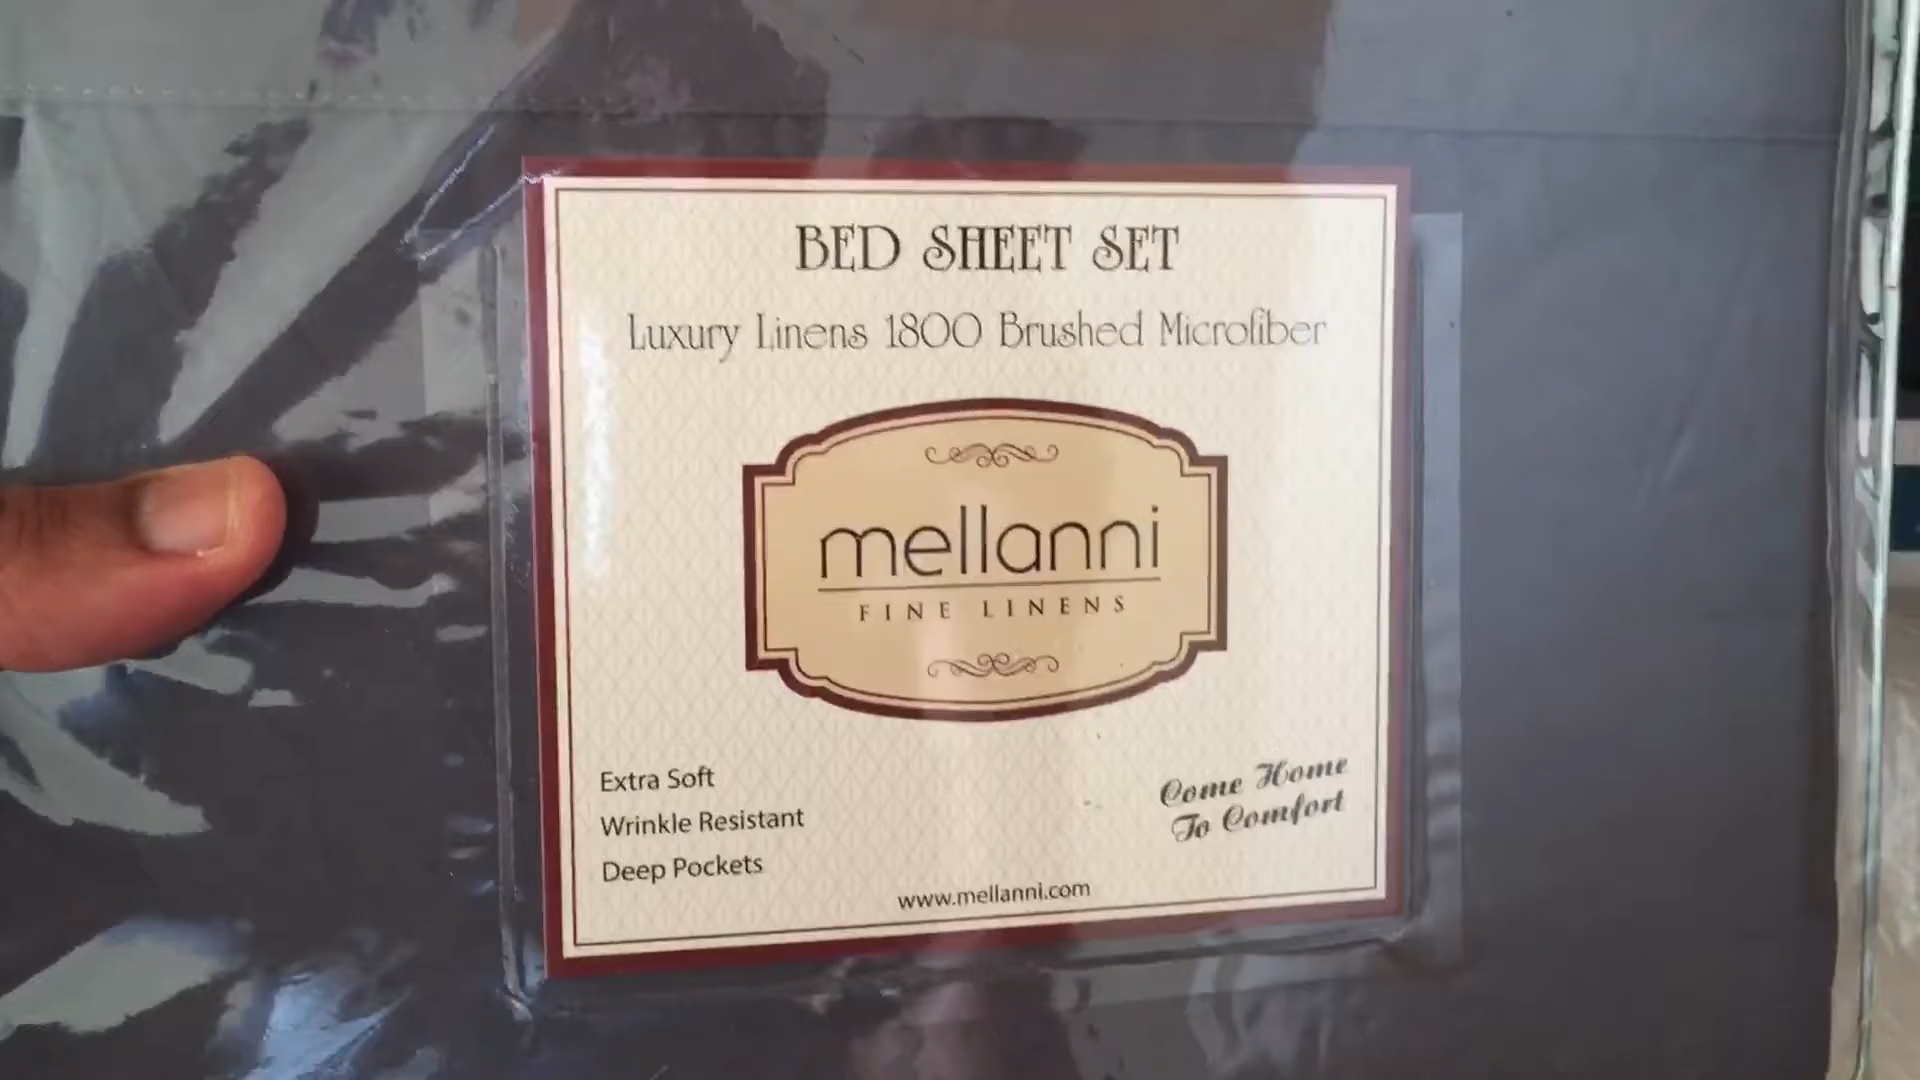 BED SHEET SET
Luxury Linens 1800 Brushed Microfiber
mellanni
FINE LINENS
Extra Soft
Wrinkle Resistant
Deep Pockets
Come Home
To Comfort
www.mellanni.com